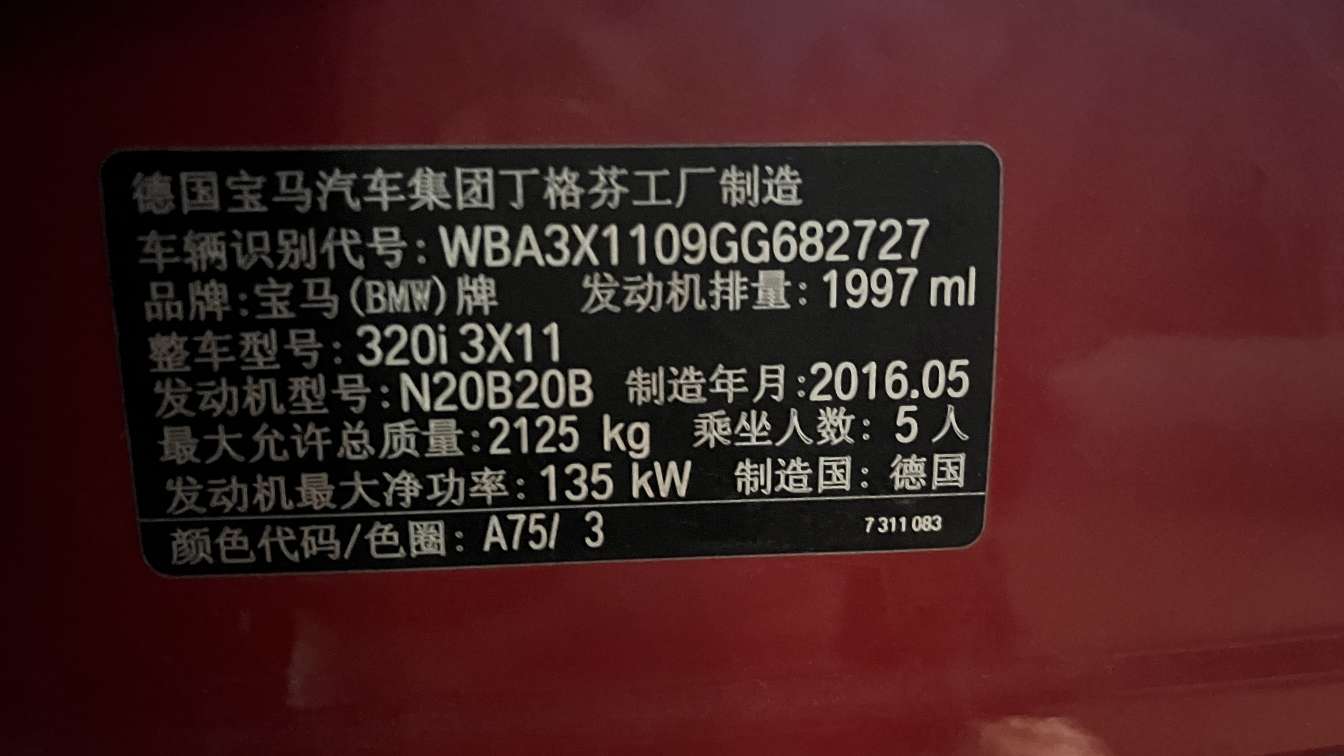 德国宝马汽车集团丁格芬工厂制造
车辆识别代号: WBA3X1109GG682727
品牌:宝马(BMW)牌 发动机排量: 1997 ml
整车型号: 320i 3X11
发动机型号: N20B20B 制造年月:2016.05
最大允许总质量:2125 kg 乘坐人数: 5 人
发动机最大净功率: 135 kW 制造国: 德国
颜色代码/色圈: A75/ 3 7 311 083